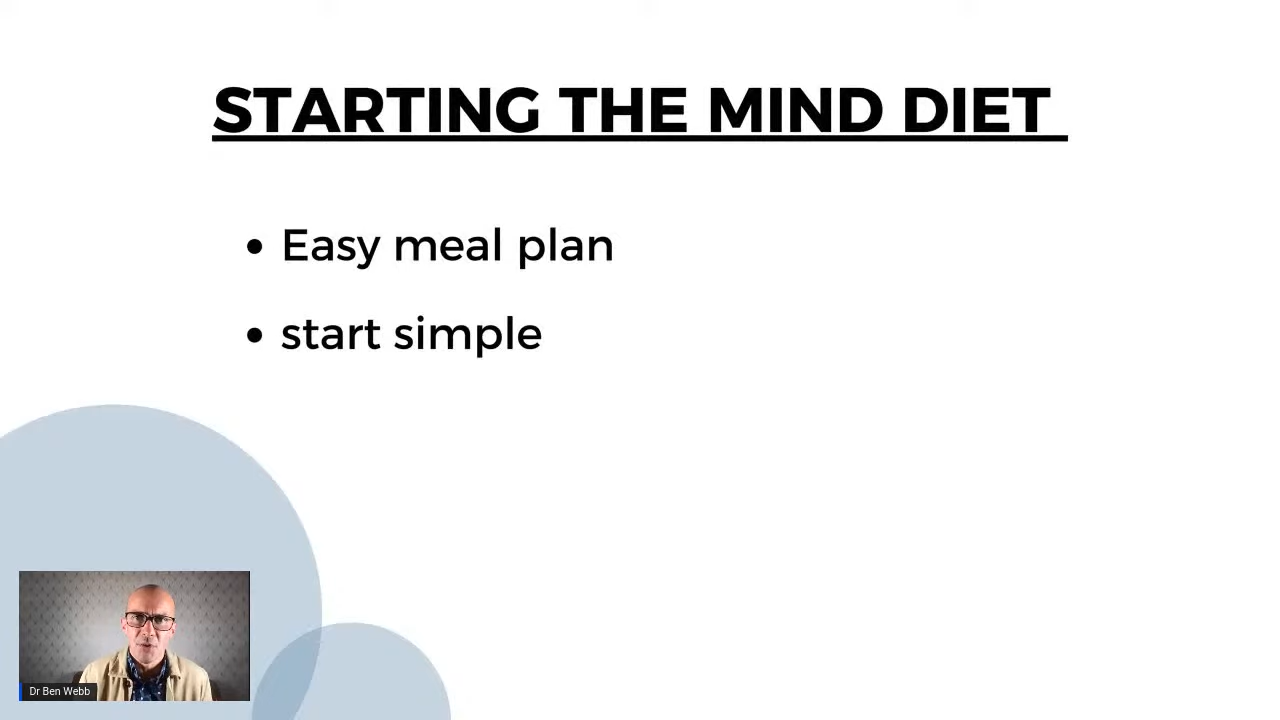 STARTING THE MIND DIET
Easy meal plan
start simple
Dr Ben Webb